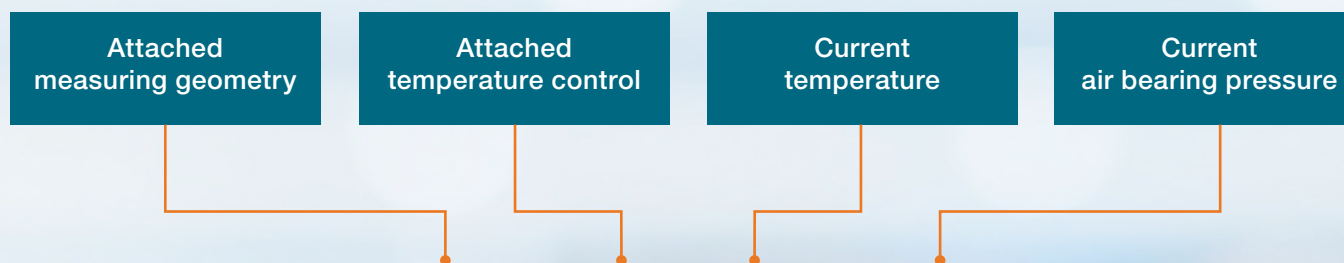 Attached
measuring geometry
Attached
temperature control
Current
temperature
Current
air bearing pressure